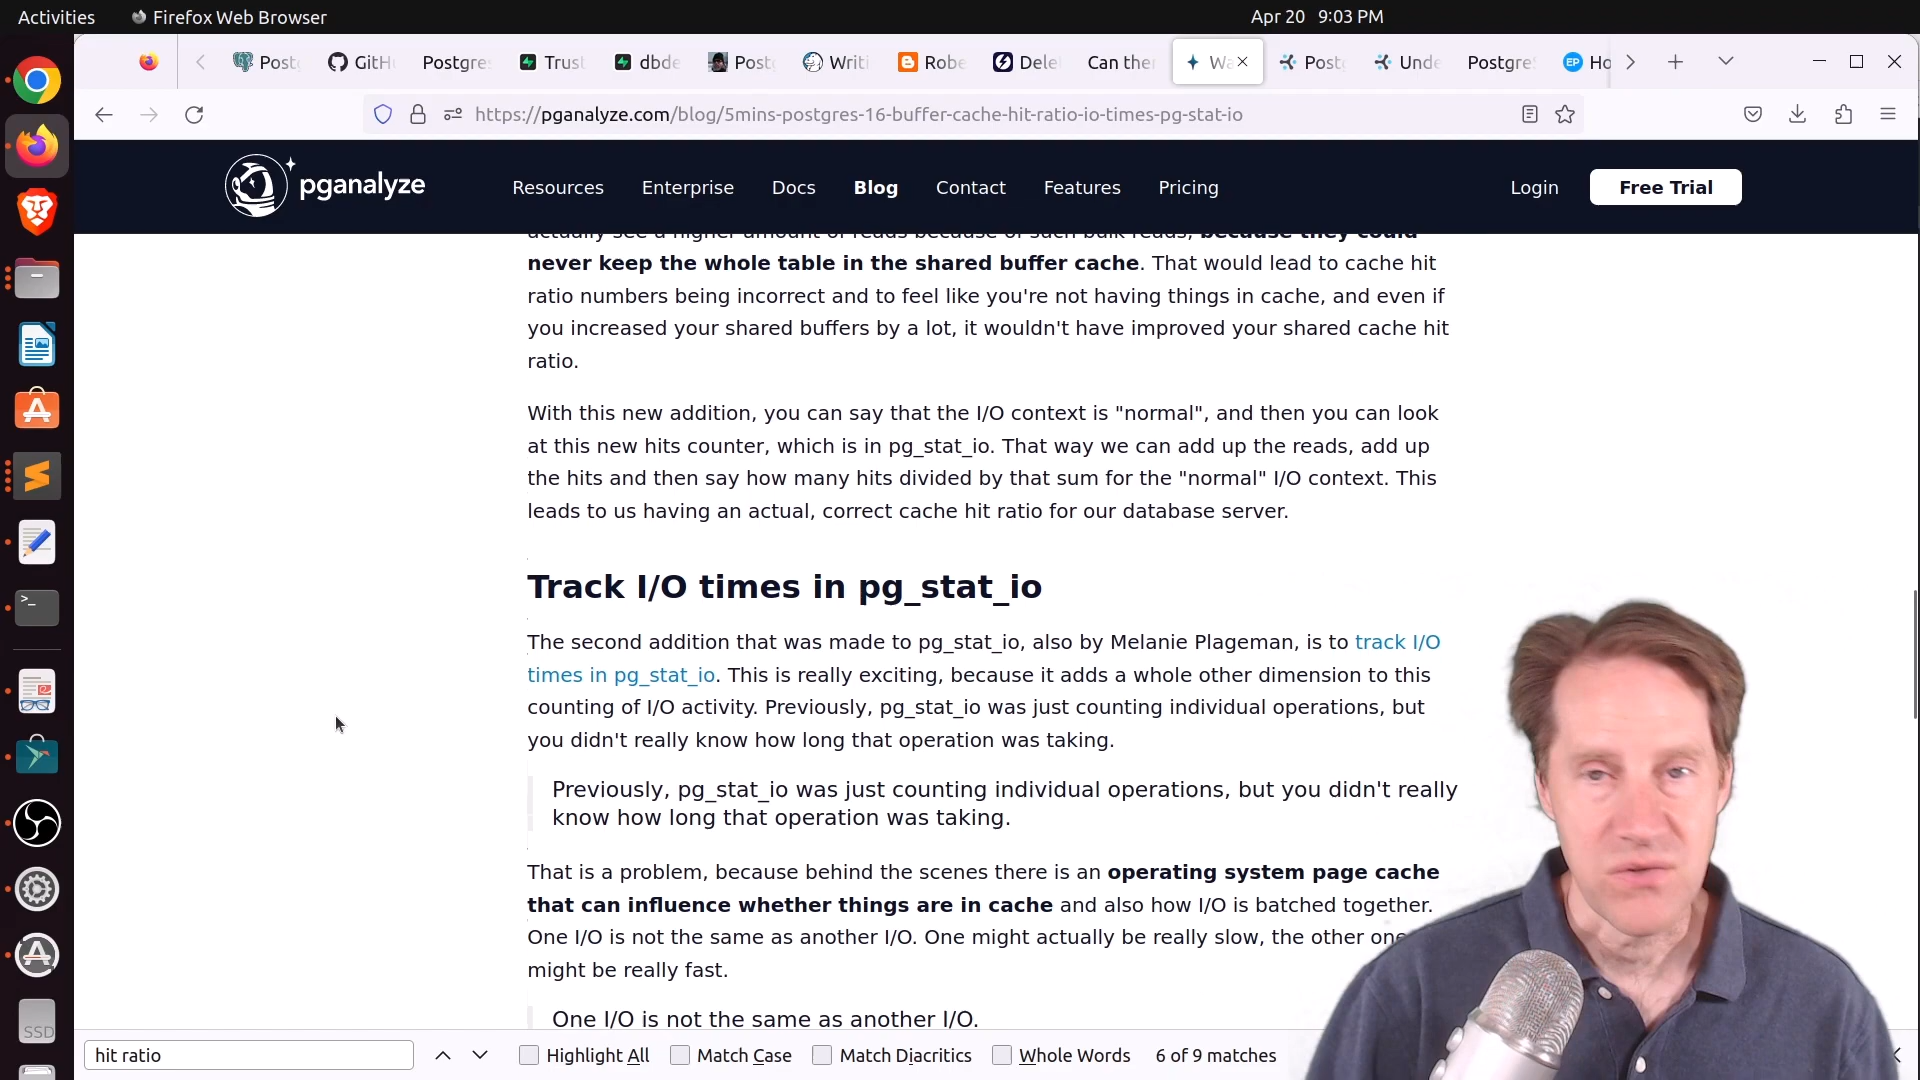 Activities
Firefox Web Browser
Apr 20 9:03 PM
Postg
GitHu
Postgres
Trust
dbde
Postg
Writi
Robe
Dele
Can ther
Wa
Postg
Unde
Postgre
EP
Ho
https://pganalyze.com/blog/5mins-postgres-16-buffer-cache-hit-ratio-io-times-pg-stat-io
pganalyze
Resources
Enterprise
Docs
Blog
Contact
Features
Pricing
Login
Free Trial
actually see a higher amount of reads because of such bulk reads, because they could
never keep the whole table in the shared buffer cache. That would lead to cache hit
ratio numbers being incorrect and to feel like you're not having things in cache, and even if
you increased your shared buffers by a lot, it wouldn't have improved your shared cache hit
ratio.
With this new addition, you can say that the I/O context is "normal", and then you can look
at this new hits counter, which is in pg_stat_io. That way we can add up the reads, add up
the hits and then say how many hits divided by that sum for the "normal" I/O context. This
leads to us having an actual, correct cache hit ratio for our database server.
Track I/O times in pg_stat_io
The second addition that was made to pg_stat_io, also by Melanie Plageman, is to track I/O
times in pg_stat_io. This is really exciting, because it adds a whole other dimension to this
counting of I/O activity. Previously, pg_stat_io was just counting individual operations, but
you didn't really know how long that operation was taking.
Previously, pg_stat_io was just counting individual operations, but you didn't really
know how long that operation was taking.
That is a problem, because behind the scenes there is an operating system page cache
that can influence whether things are in cache and also how I/O is batched together.
One I/O is not the same as another I/O. One might actually be really slow, the other one
might be really fast.
One I/O is not the same as another I/O.
SSD
hit ratio
Highlight All
Match Case
Match Diacritics
Whole Words
6 of 9 matches